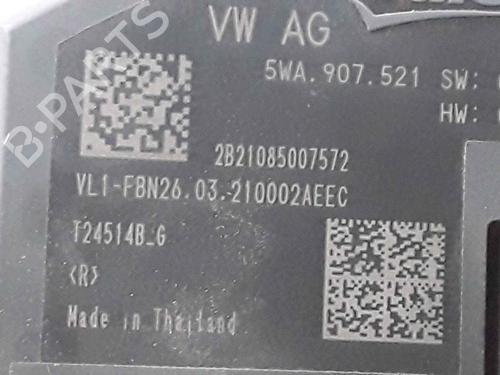 VW AG
5WA.907.521 SW:
HW:
2B21085007572
VL1-FBN26.03.210002AEEC
T24514B_G
<R>
Made in Thailand
B-PARTS